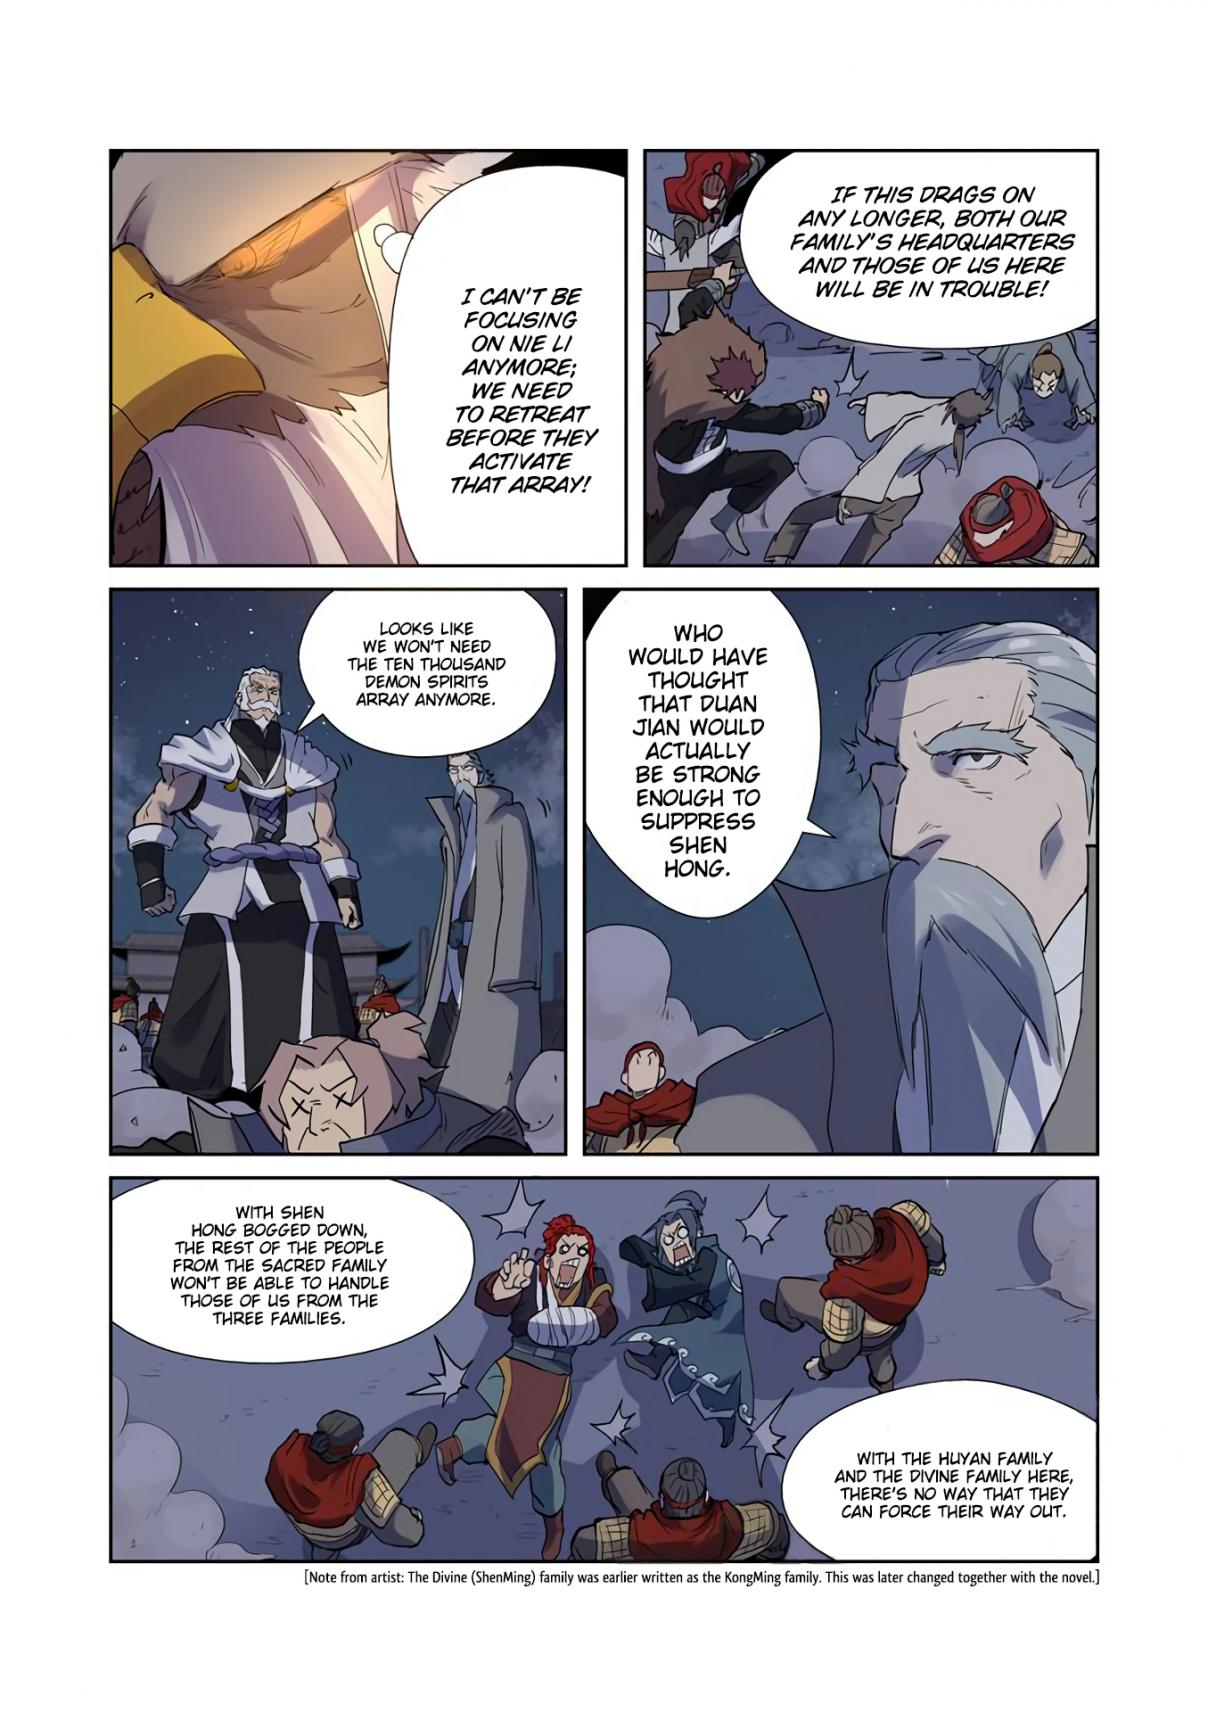 I CAN'T BE
FOCUSING
ON NIE LI
ANYMORE;
WE NEED
TO RETREAT
BEFORE THEY
ACTIVATE
THAT ARRAY!
IF THIS DRAGS ON
ANY LONGER, BOTH OUR
FAMILY"S HEADQUARTERS
AND THOSE OF US HERE
WILL BE IN TROUBLE!
LOOKS LIKE
WE WON'T NEED
THE TEN THOUSAND
DEMON SPIRITS
ARRAY ANYMORE.
WHO
WOULD HAVE
THOUGHT
THAT DUAN
JIAN WOULD
ACTUALLY
BE STRONG
ENOUGH TO
SUPPRESS
SHEN
HONG.
WITH SHEN
HONG BOGGED DOWN,
THE REST OF THE PEOPLE
FROM THE SACRED FAMILY
WON'T BE ABLE TO HANDLE
THOSE OF US FROM THE
THREE FAMILIES.
WITH THE HUYAN FAMILY
AND THE DIVINE FAMILY HERE,
THERE'S NO WAY THAT THEY
CAN FORCE THEIR WAY OUT.
[Note from artist: The Divine (ShenMing) family was earlier written as the KongMing family. This was later changed together with the novel.]